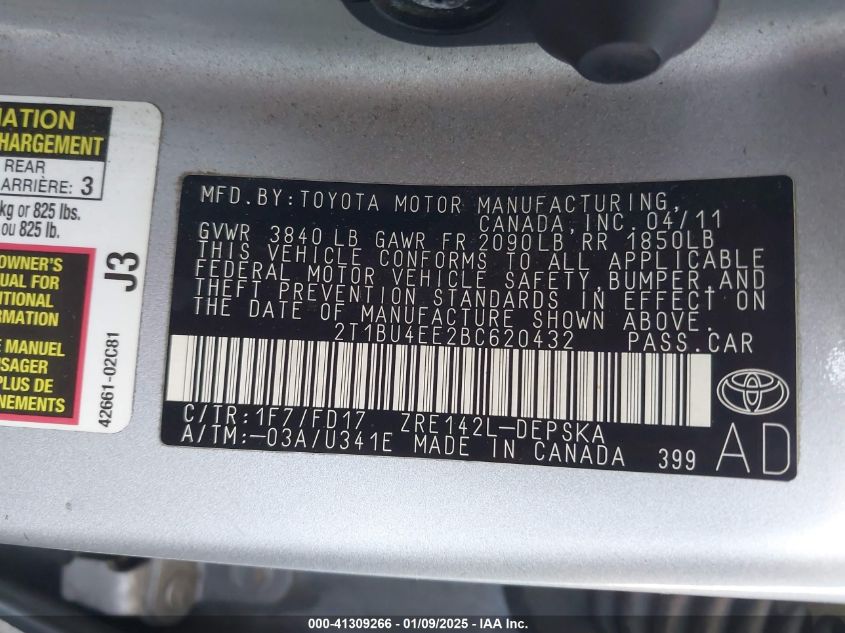 MATION
CHARGEMENT
REAR
ARRIÈRE: 3
kg or 825 lbs.
ou 825 lb.
OWNER'S
UAL FOR
ITIONAL
RMATION
E MANUEL
SAGER
PLUS DE
NEMENTS
J3
42661-02C81
MFD.BY:TOYOTA MOTOR MANUFACTURING,
CANADA,INC. 04/11
GVWR 3840 LB GAWR FR 2090LB RR 1850LB
THIS VEHICLE CONFORMS TO ALL APPLICABLE
FEDERAL MOTOR VEHICLE SAFETY,BUMPER,AND
THEFT PREVENTION STANDARDS IN EFFECT ON
THE DATE OF MANUFACTURE SHOWN ABOVE.
2T1BU4EE2BC620432 PASS.CAR
C/TR:1F7/FD17 ZRE142L-DEPSKA
A/TM:-03A/U341E MADE IN CANADA 399
AD
000-41309266 - 01/09/2025 - IAA Inc.